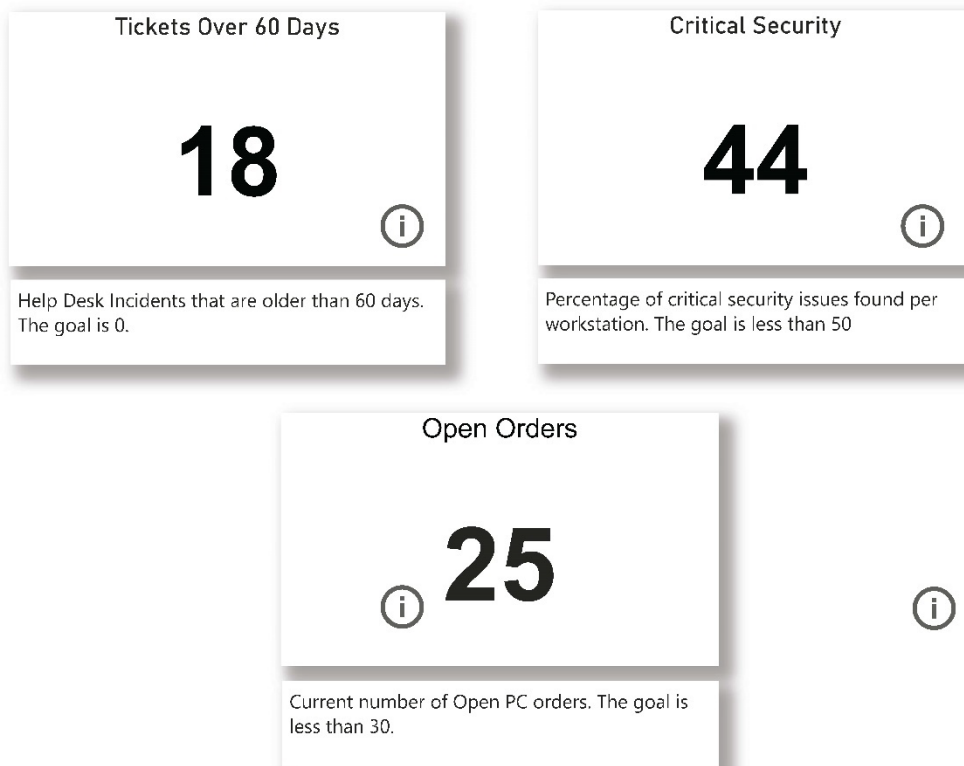 Tickets Over 60 Days
18
Help Desk Incidents that are older than 60 days.
The goal is 0.
Critical Security
44
Percentage of critical security issues found per
workstation. The goal is less than 50
Open Orders
25
Current number of Open PC orders. The goal is
less than 30.